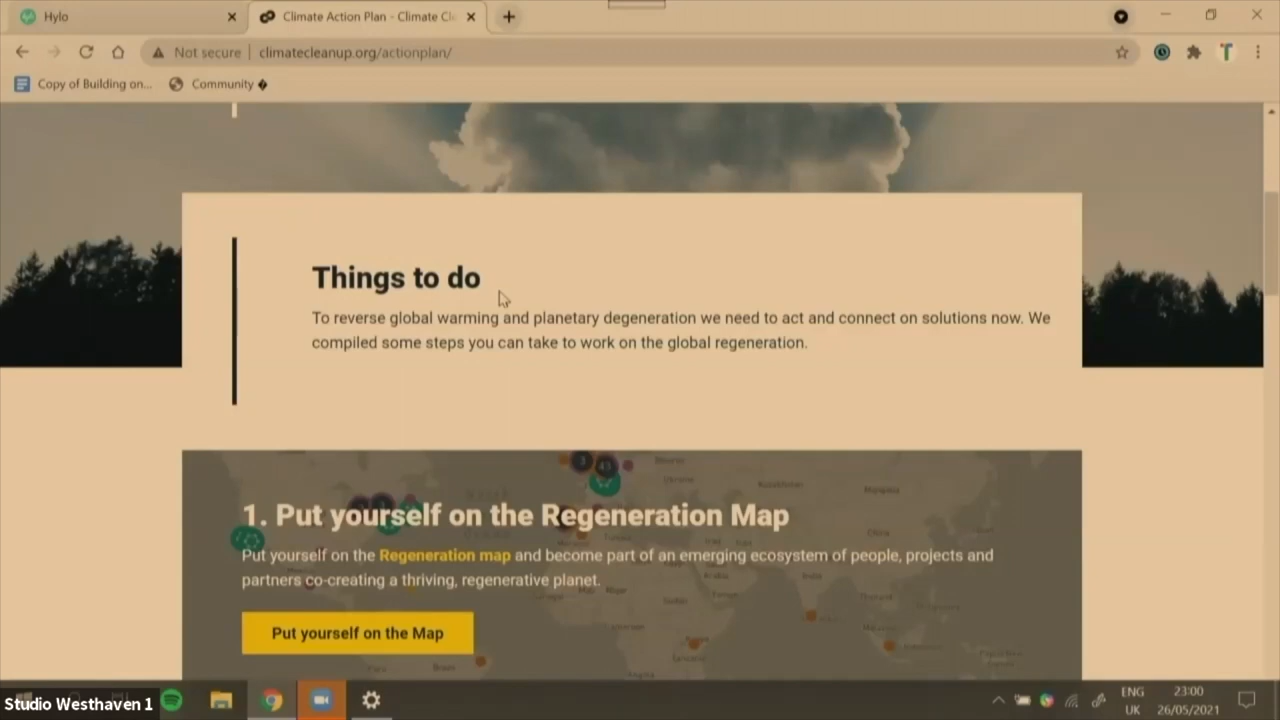 Hylo
Climate Action Plan - Climate Cl
Not secure
climatecleanup.org/actionplan/
Copy of Building on...
Community �
Things to do
To reverse global warming and planetary degeneration we need to act and connect on solutions now. We
compiled some steps you can take to work on the global regeneration.
1. Put yourself on the Regeneration Map
Put yourself on the Regeneration map and become part of an emerging ecosystem of people, projects and
partners co-creating a thriving, regenerative planet.
Put yourself on the Map
Kazakhstan
Mongolia
China
India
ENG
UK
23:00
26/05/2021
Studio Westhaven 1